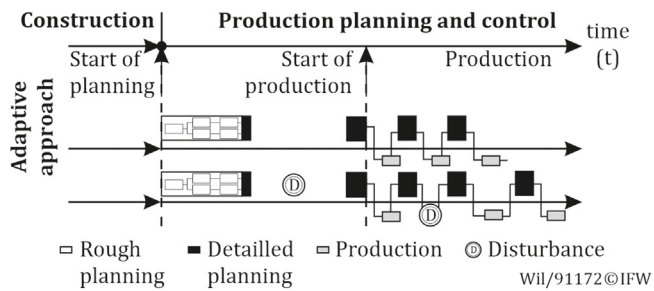 Construction
Production planning and control
time
(t)
Start of
planning
Start of
production
Production
Adaptive
approach
D
D
Rough
planning
Detailled
planning
Production
D Disturbance
Wil/91172©IFW